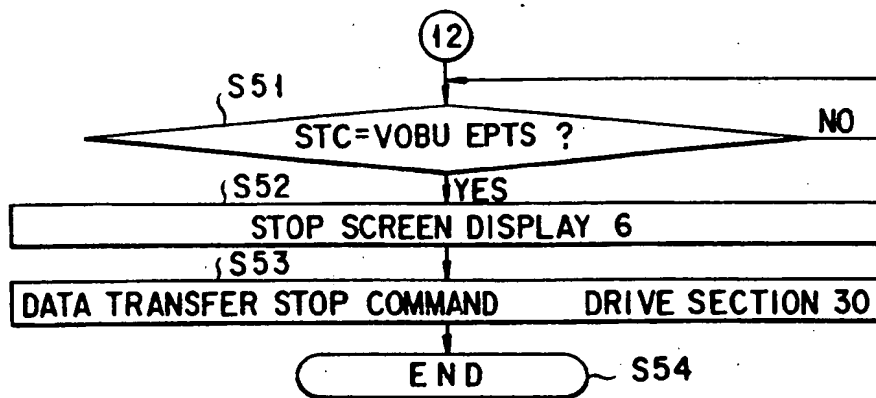 12
S51
STC=VOBU EPTS ?
NO
YES
S52
STOP SCREEN DISPLAY 6
S53
DATA TRANSFER STOP COMMAND DRIVE SECTION 30
END
S54